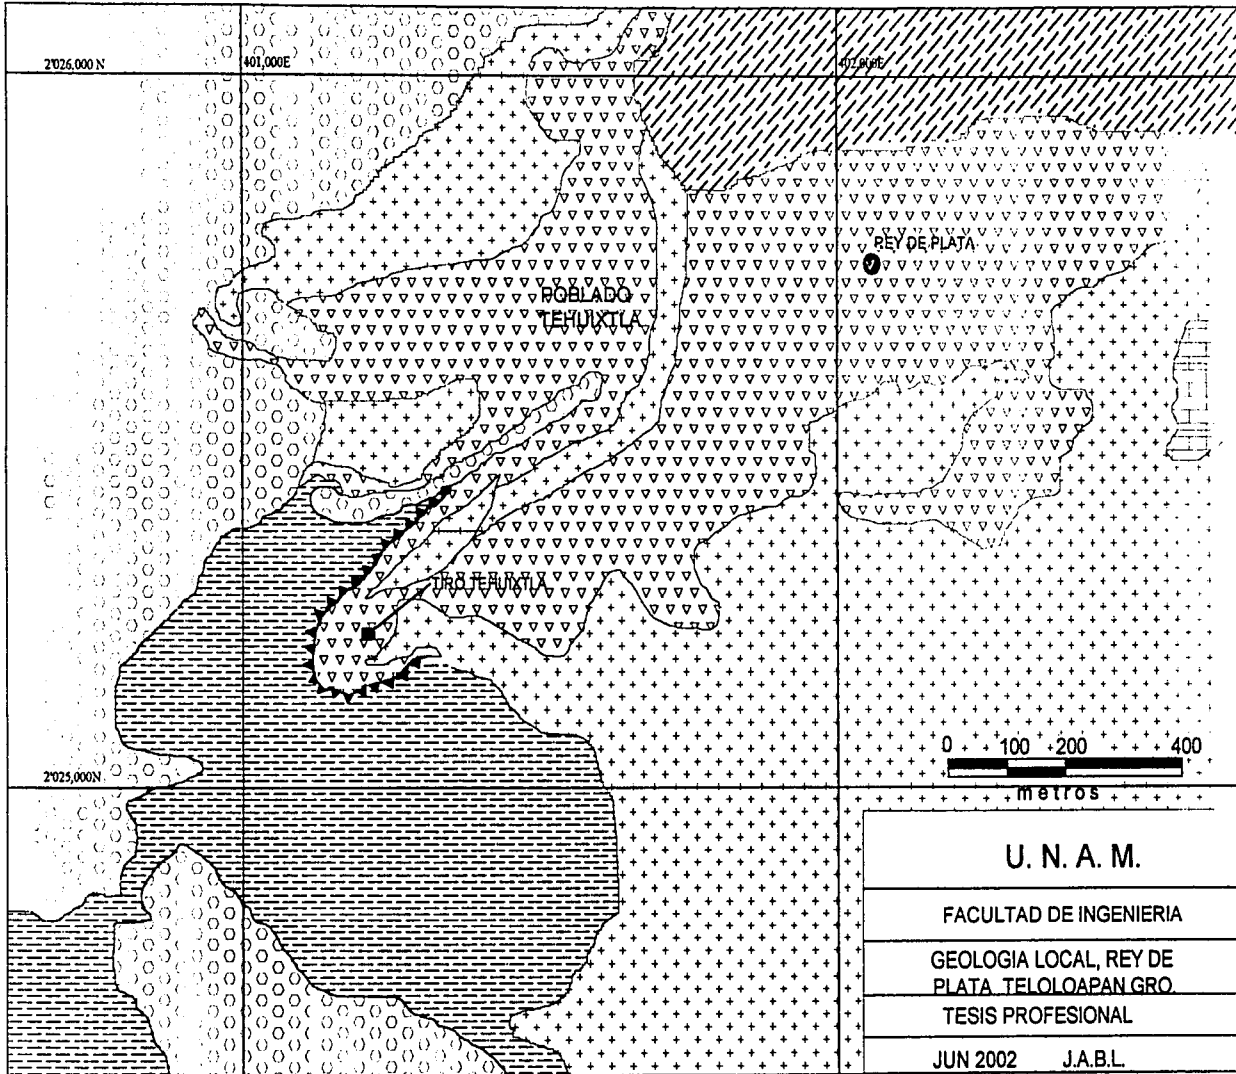 2'026,000 N
401,000E
402,000E
REY DE PLATA
POBLADO
TEHUIXTLA
TIRO TEHUIXTLA
2'025,000N
0 100 200 400
metros
U. N. A. M.
FACULTAD DE INGENIERIA
GEOLOGIA LOCAL, REY DE
PLATA TELOLOAPAN GRO.
TESIS PROFESIONAL
JUN 2002 J.A.B.L.